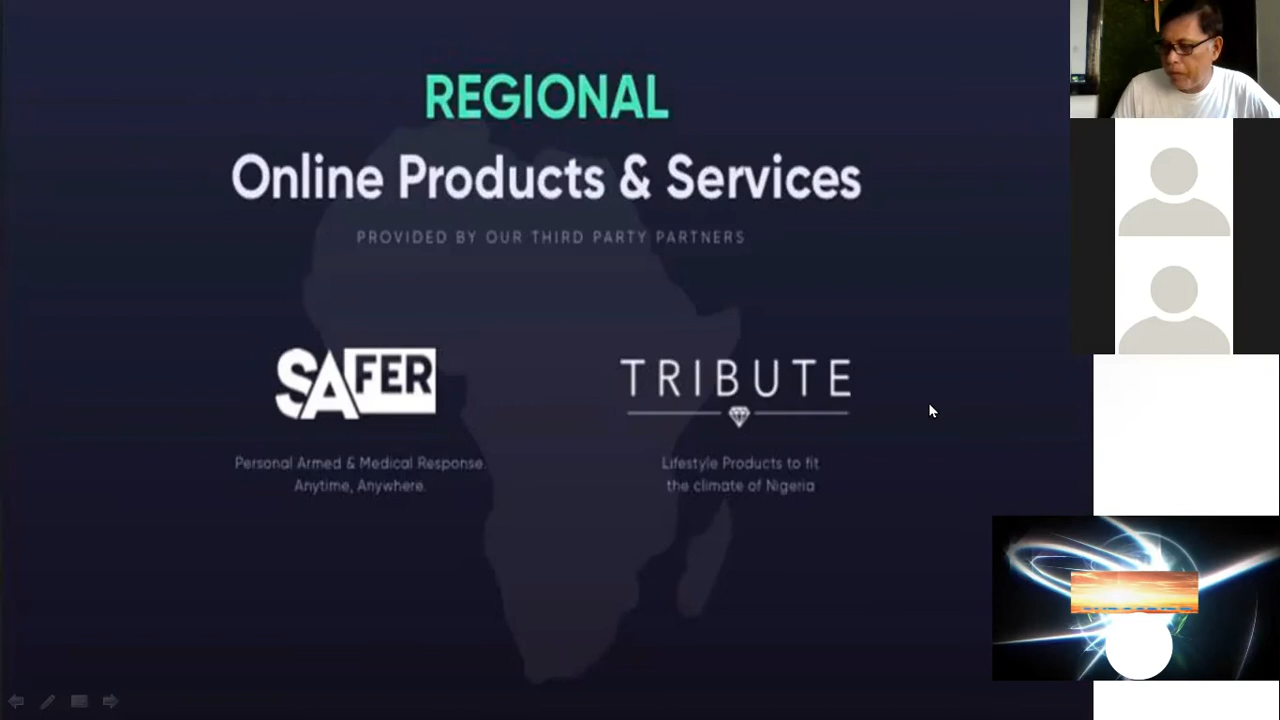 REGIONAL
Online Products & Services
PROVIDED BY OUR THIRD PARTY PARTNERS
SAFER
TRIBUTE
Personal Armed & Medical Response.
Anytime, Anywhere.
Lifestyle Products to fit
the climate of Nigeria